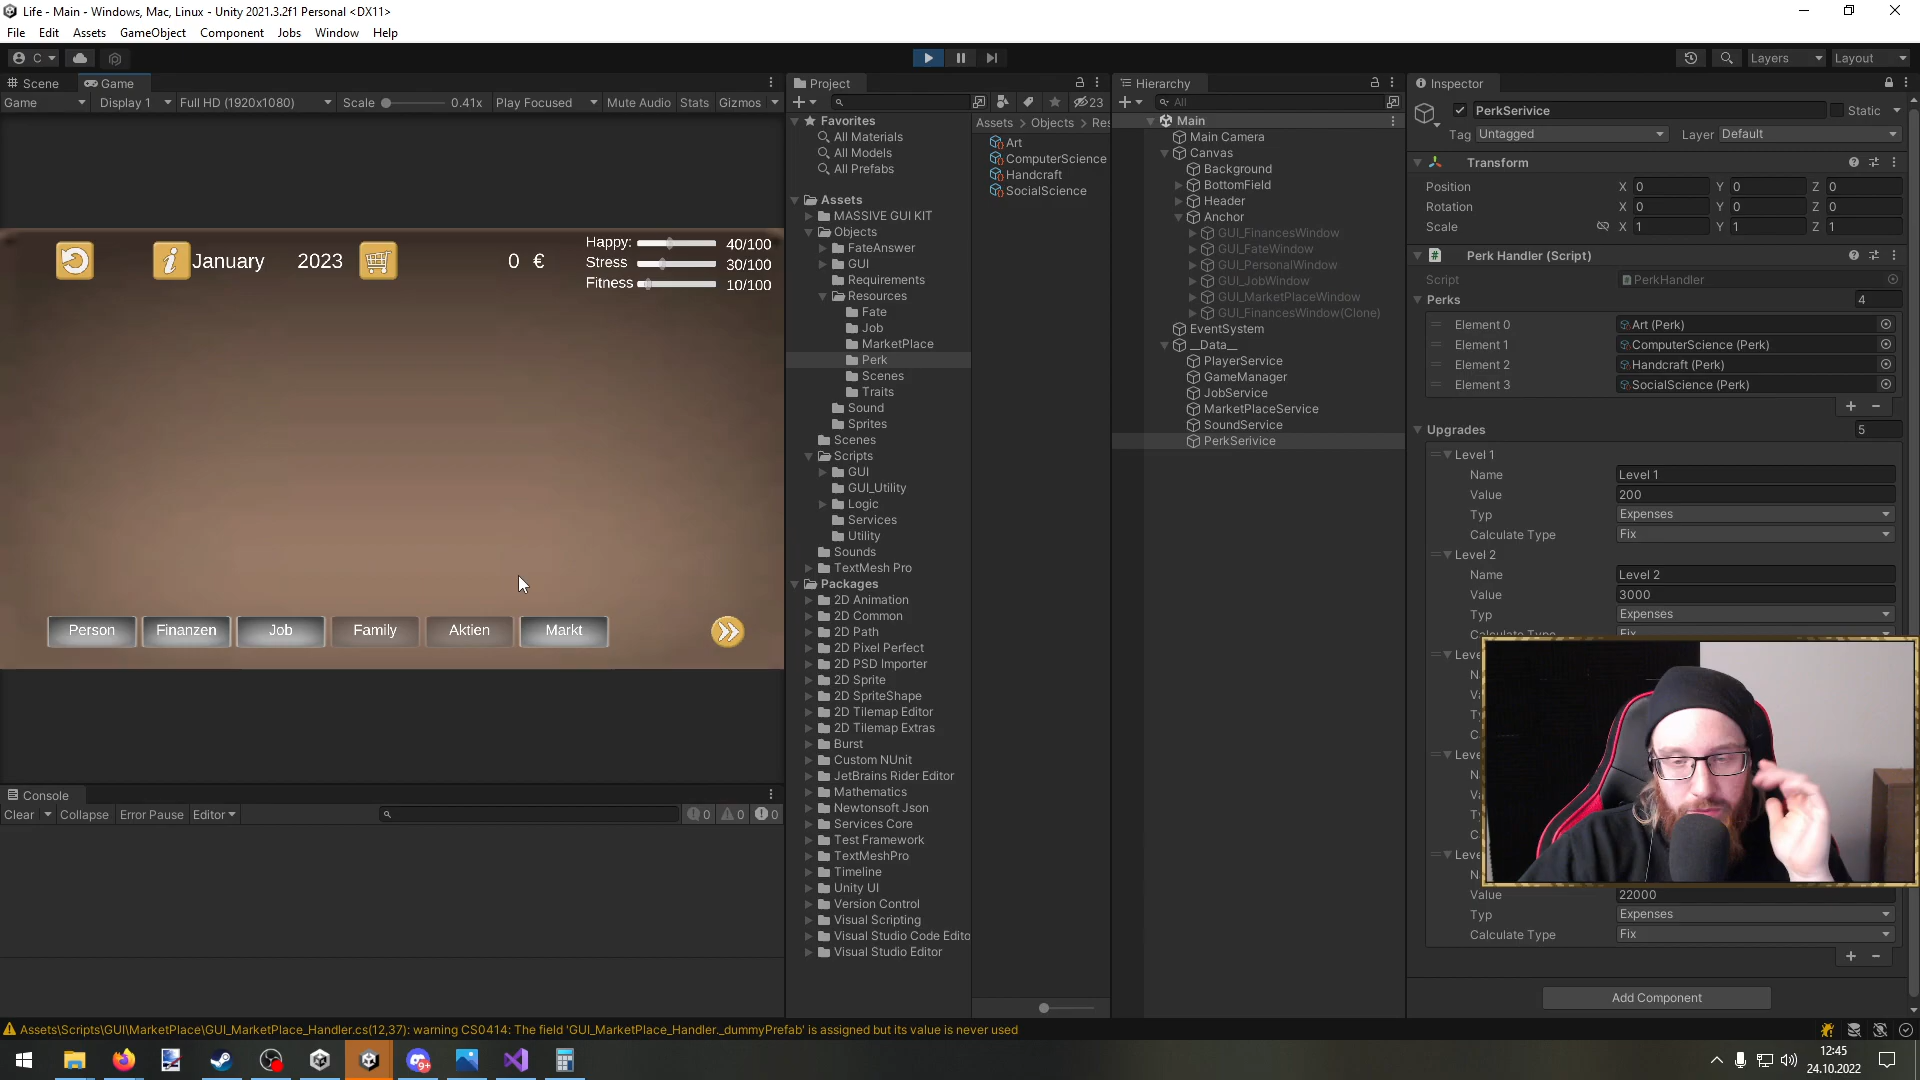 Life - Main - Windows, Mac, Linux - Unity 2021.3.2f1 Personal <DX11>
File Edit Assets GameObject Component Jobs Window Help
C
Layers Layout
Scene Game
Game Display 1 Full HD (1920x1080) Scale 0.41x Play Focused Mute Audio Stats Gizmos
January 2023 0 €
Happy: 40/100
Stress 30/100
Fitness 10/100
Person Finanzen Job Family Aktien Markt
Console
Clear Collapse Error Pause Editor 0 0 0
Project
23
Favorites
All Materials
All Models
All Prefabs
Assets
MASSIVE GUI KIT
Objects
FateAnswer
GUI
Requirements
Resources
Fate
Job
MarketPlace
Perk
Scenes
Traits
Sound
Sprites
Scenes
Scripts
GUI
GUI_Utility
Logic
Services
Utility
Sounds
TextMesh Pro
Packages
2D Animation
2D Common
2D Path
2D Pixel Perfect
2D PSD Importer
2D Sprite
2D SpriteShape
2D Tilemap Editor
2D Tilemap Extras
Burst
Custom NUnit
JetBrains Rider Editor
Mathematics
Newtonsoft Json
Services Core
Test Framework
TextMeshPro
Timeline
Unity UI
Version Control
Visual Scripting
Visual Studio Code Edito
Visual Studio Editor
Assets > Objects > Res
Art
ComputerScience
Handcraft
SocialScience
Hierarchy
All
Main
Main Camera
Canvas
Background
BottomField
Header
Anchor
GUI_FinancesWindow
GUI_FateWindow
GUI_PersonalWindow
GUI_JobWindow
GUI_MarketPlaceWindow
GUI_FinancesWindow(Clone)
EventSystem
__Data__
PlayerService
GameManager
JobService
MarketPlaceService
SoundService
PerkSerivice
Inspector
PerkSerivice Static
Tag Untagged Layer Default
Transform
Position X 0 Y 0 Z 0
Rotation X 0 Y 0 Z 0
Scale X 1 Y 1 Z 1
Perk Handler (Script)
Script PerkHandler
Perks 4
Element 0 Art (Perk)
Element 1 ComputerScience (Perk)
Element 2 Handcraft (Perk)
Element 3 SocialScience (Perk)
Upgrades 5
Level 1
Name Level 1
Value 200
Typ Expenses
Calculate Type Fix
Level 2
Name Level 2
Value 3000
Typ Expenses
Calculate Type Fix
Value 22000
Typ Expenses
Calculate Type Fix
Add Component
Assets\Scripts\GUI\MarketPlace\GUI_MarketPlace_Handler.cs(12,37): warning CS0414: The field 'GUI_MarketPlace_Handler._dummyPrefab' is assigned but its value is never used
9+
12:45
24.10.2022